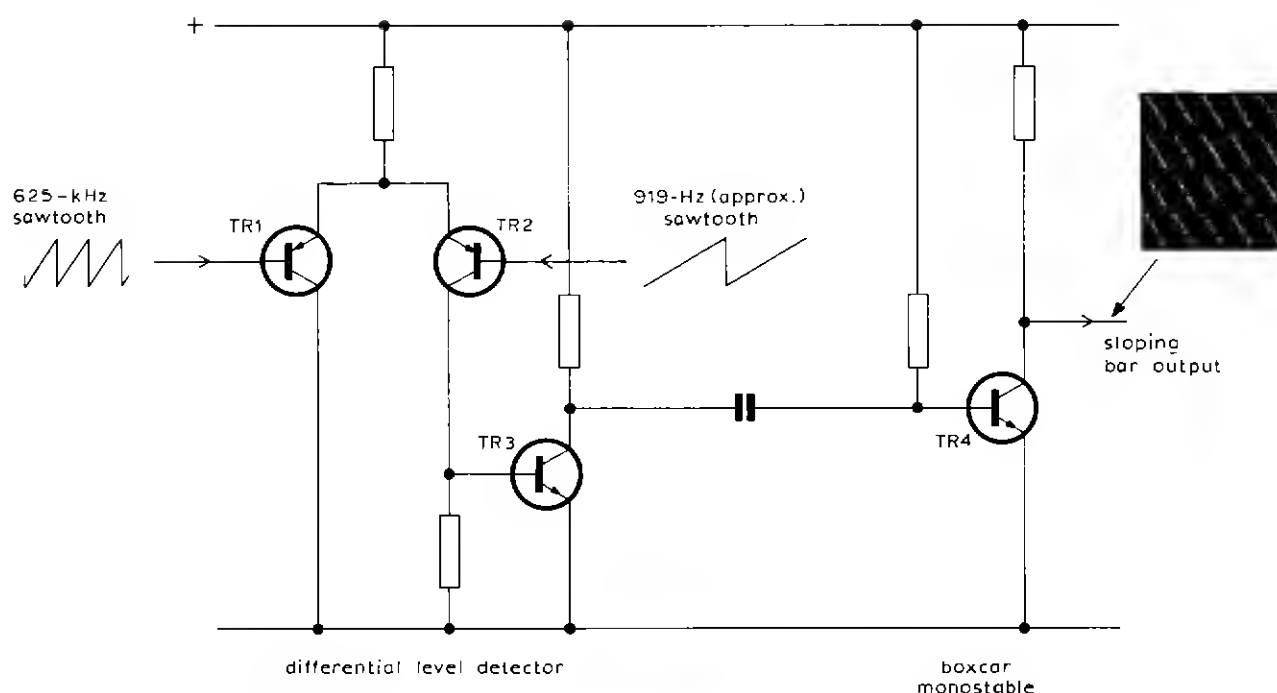 +
625-kHz
sawtooth
TR1
TR2
919-Hz (approx.)
sawtooth
sloping
bar output
TR3
TR4
differential level detector
boxcar
monostable